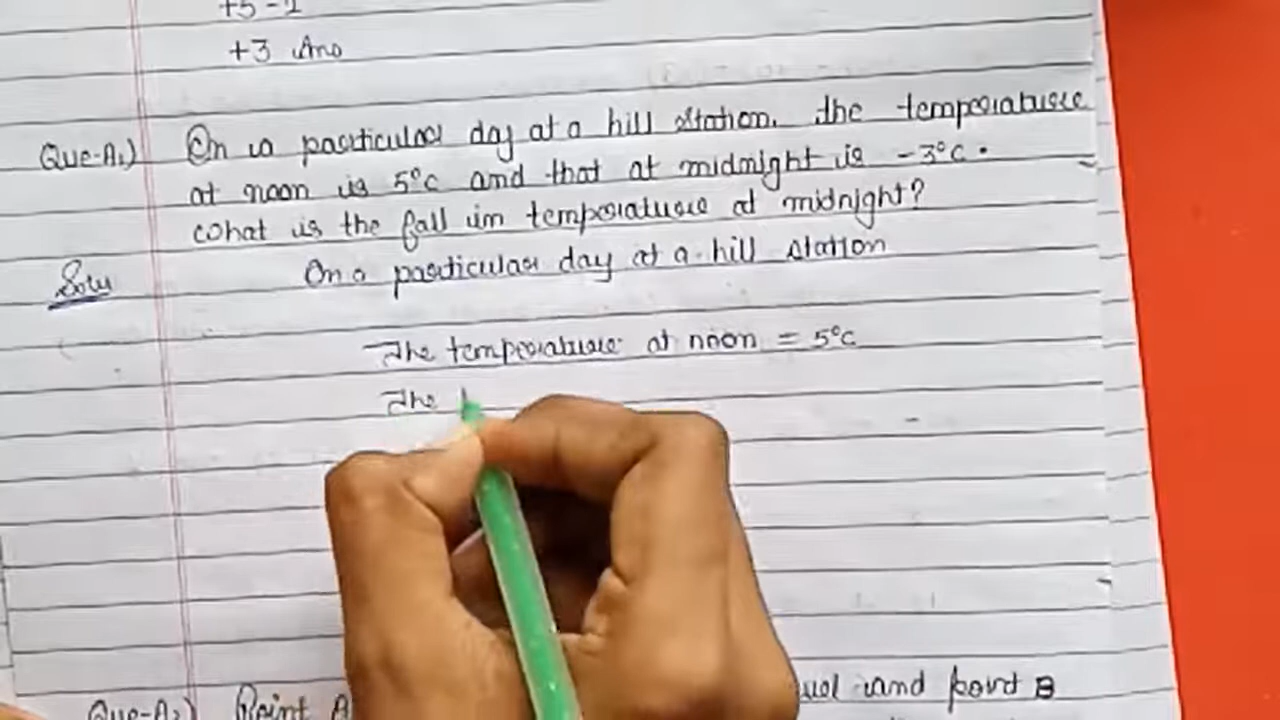 +3 Ans
Que-A1) On a particular day at a hill station, the temperature
at noon is 5°C and that at midnight is -3°C.
What is the fall in temperature at midnight?
Solu On a particular day at a hill station
The temperature at noon = 5°C
The
Que-A2) Point A and point B